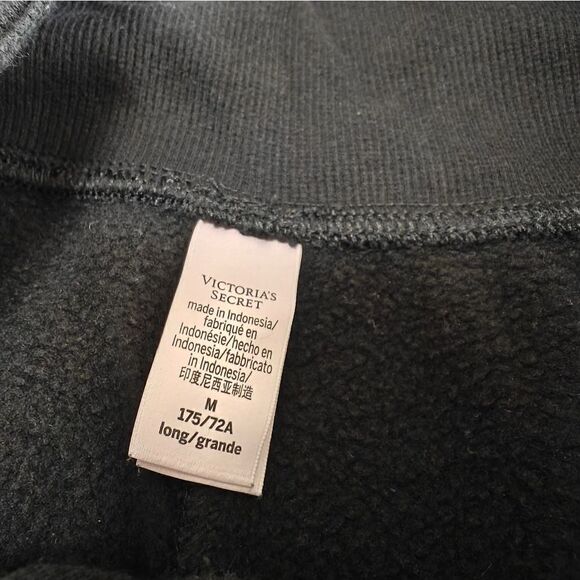 VICTORIA'S
SECRET
made in Indonesia/
fabriqué en
Indonésie/hecho en
Indonesia/fabbricato
in Indonesia/
印度尼西亚制造
M
175/72A
long/grande